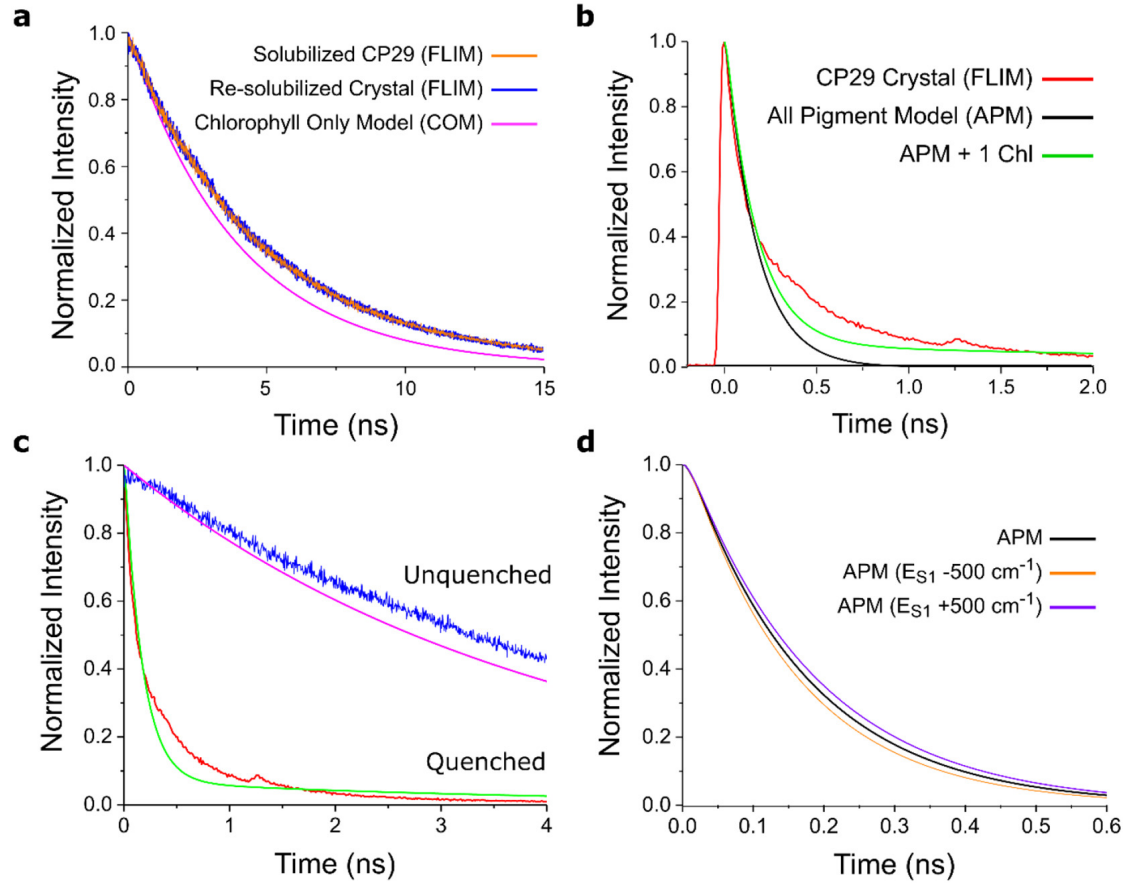 a
Normalized Intensity
1.0
0.8
0.6
0.4
0.2
0.0
Solubilized CP29 (FLIM)
Re-solubilized Crystal (FLIM)
Chlorophyll Only Model (COM)
0 5 10 15
Time (ns)
b
Normalized Intensity
1.0
0.8
0.6
0.4
0.2
0.0
CP29 Crystal (FLIM)
All Pigment Model (APM)
APM + 1 Chl
0.0 0.5 1.0 1.5 2.0
Time (ns)
c
Normalized Intensity
1.0
0.8
0.6
0.4
0.2
0.0
Unquenched
Quenched
0 1 2 3 4
Time (ns)
d
Normalized Intensity
1.0
0.8
0.6
0.4
0.2
0.0
APM
APM (E_S1 -500 cm⁻¹)
APM (E_S1 +500 cm⁻¹)
0.0 0.1 0.2 0.3 0.4 0.5 0.6
Time (ns)